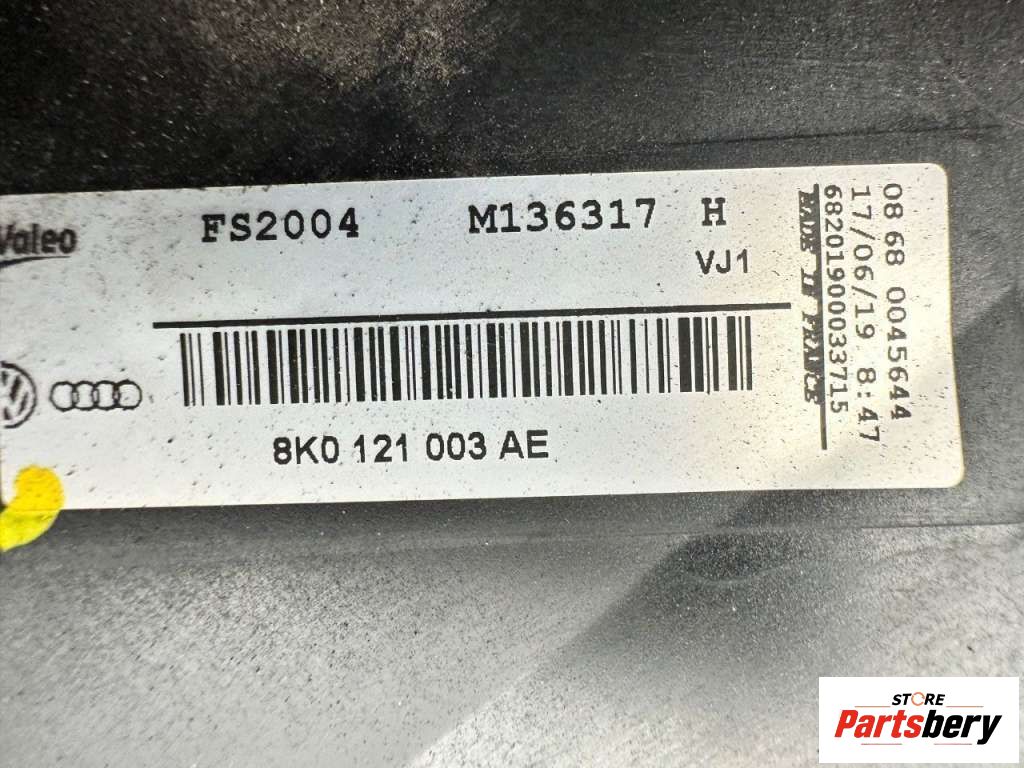 Valeo
FS2004 M136317 H
VJ1
8K0 121 003 AE
08 68 0045644
17/06/19 8:47
6820190033715
MADE IN FRANCE
STORE
Partsbery